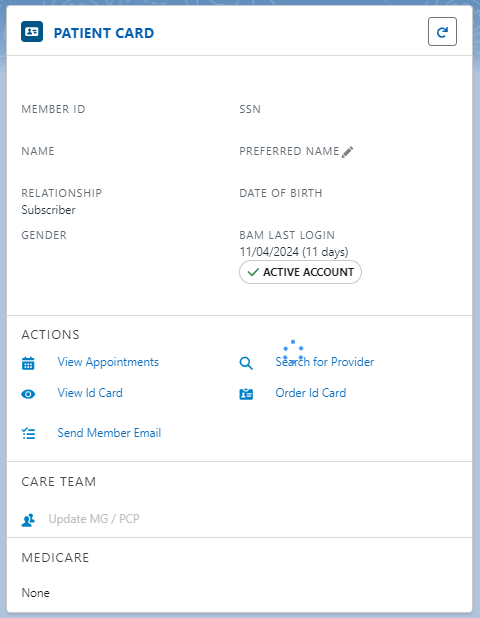 PATIENT CARD
MEMBER ID
SSN
NAME
PREFERRED NAME
RELATIONSHIP
Subscriber
DATE OF BIRTH
GENDER
BAM LAST LOGIN
11/04/2024 (11 days)
ACTIVE ACCOUNT
ACTIONS
View Appointments
Search for Provider
View Id Card
Order Id Card
Send Member Email
CARE TEAM
Update MG / PCP
MEDICARE
None